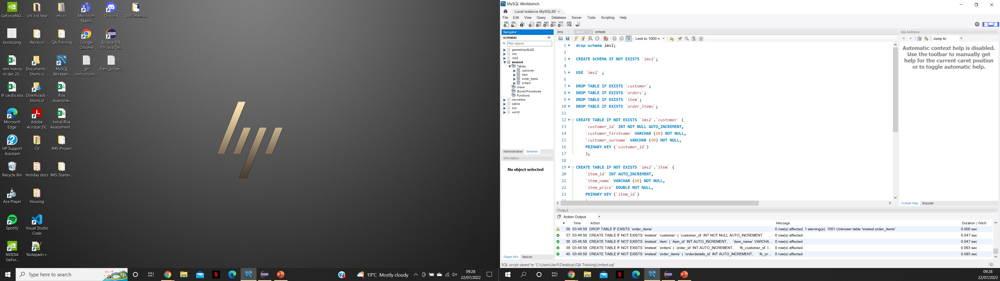 GeForceNO...
Uni 3rd Year
my cv
Microsoft
Teams
Discord
Documenta...
books.png
Workout
QA Training
Google
Chrome
Eclipse IDE
for Java De...
rent history
ot dec 20...
Documents -
Shortcut
MySQL
Workben...
git
instructions....
Piers_projec...
IF cardio.xlsx
Downloads -
Shortcut
Risk
Assessme...
Microsoft
Edge
Adobe
Acrobat DC
Initial Risk
Assessment....
HP Support
Assistant
CV
IMS-Project
Recycle Bin
Holiday docs
IMS-Starter...
Ace Player
Housing
Spotify
Visual Studio
Code
NVIDIA
GeFor...
Notepad++
Type here to search
19°C Mostly cloudy
09:28
22/07/2022
MySQL Workbench
Local instance MySQL80
File Edit View Query Database Server Tools Scripting Help
Navigator
SCHEMAS
Filter objects
gameshopdb123
ims
ims2
imstest
Tables
customer
item
order_items
orders
Views
Stored Procedures
Functions
movielens
sakila
sys
world
Administration Schemas
Information
No object selected
Object Info Session
ims ims2 imtest
Limit to 1000 r
1 drop schema ims2;
2
3 CREATE SCHEMA IF NOT EXISTS `ims2`;
4
5 USE `ims2` ;
6
7 DROP TABLE IF EXISTS `customer`;
8 DROP TABLE IF EXISTS `orders`;
9 DROP TABLE IF EXISTS `item`;
10 DROP TABLE IF EXISTS `order_items`;
11
12 CREATE TABLE IF NOT EXISTS `ims2`.`customer` (
13 `customer_id` INT NOT NULL AUTO_INCREMENT,
14 `customer_firstname` VARCHAR (40) NOT NULL,
15 `customer_surname` VARCHAR (40) NOT NULL,
16 PRIMARY KEY (`customer_id`)
17 );
18
19 CREATE TABLE IF NOT EXISTS `ims2`.`item` (
20 `item_id` INT AUTO_INCREMENT,
21 `item_name` VARCHAR (40) NOT NULL,
22 `item_price` DOUBLE NOT NULL,
23 PRIMARY KEY (`item_id`)
SQLAdditions
Jump to
Automatic context help is disabled.
Use the toolbar to manually get
help for the current caret position
or to toggle automatic help.
Context Help Snippets
Output
Action Output
# Time Action Message Duration / Fetch
36 03:48:58 DROP TABLE IF EXISTS `order_items` 0 row(s) affected, 1 warning(s): 1051 Unknown table 'imstest.order_items' 0.000 sec
37 03:48:58 CREATE TABLE IF NOT EXISTS `imstest`.`customer` ( `customer_id` INT NOT NULL AUTO_INCREMENT, ... 0 row(s) affected 0.047 sec
38 03:48:58 CREATE TABLE IF NOT EXISTS `imstest`.`item` ( `item_id` INT AUTO_INCREMENT, `item_name` VARCHA... 0 row(s) affected 0.047 sec
39 03:48:58 CREATE TABLE IF NOT EXISTS `imstest`.`orders` ( `order_id` INT AUTO_INCREMENT, `fk_customer_id` I... 0 row(s) affected 0.063 sec
40 03:48:58 CREATE TABLE IF NOT EXISTS `imstest`.`order_items` ( `orderdetails_id` INT AUTO_INCREMENT, `fk_or... 0 row(s) affected 0.093 sec
SQL script saved to 'C:\Users\Jarif\Desktop\QA Training\imtest.sql'
09:28
22/07/2022